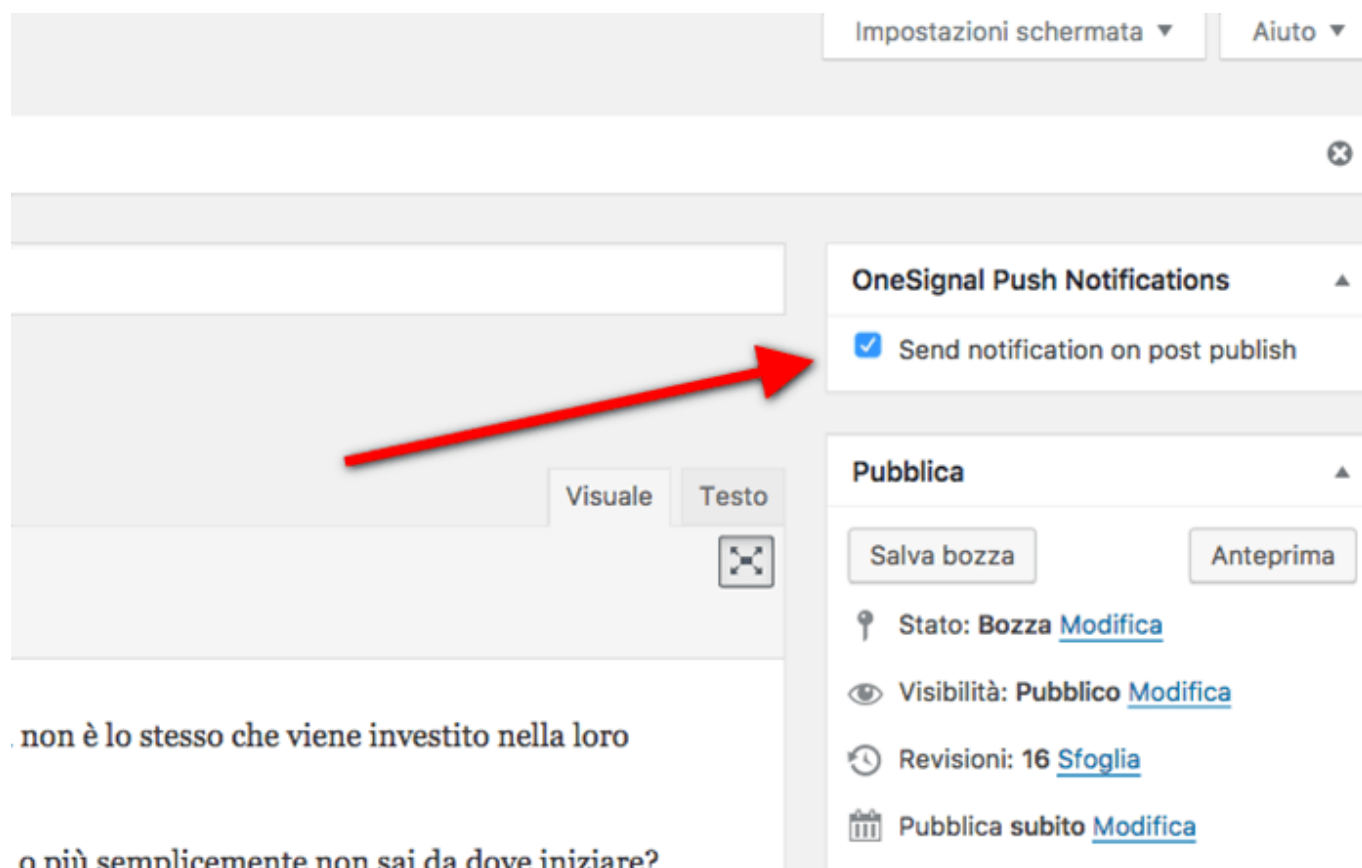 Impostazioni schermata Aiuto
OneSignal Push Notifications
Send notification on post publish
Pubblica
Visuale Testo
Salva bozza Anteprima
Stato: Bozza Modifica
Visibilità: Pubblico Modifica
non è lo stesso che viene investito nella loro
Revisioni: 16 Sfoglia
Pubblica subito Modifica
o più semplicemente non sai da dove iniziare?